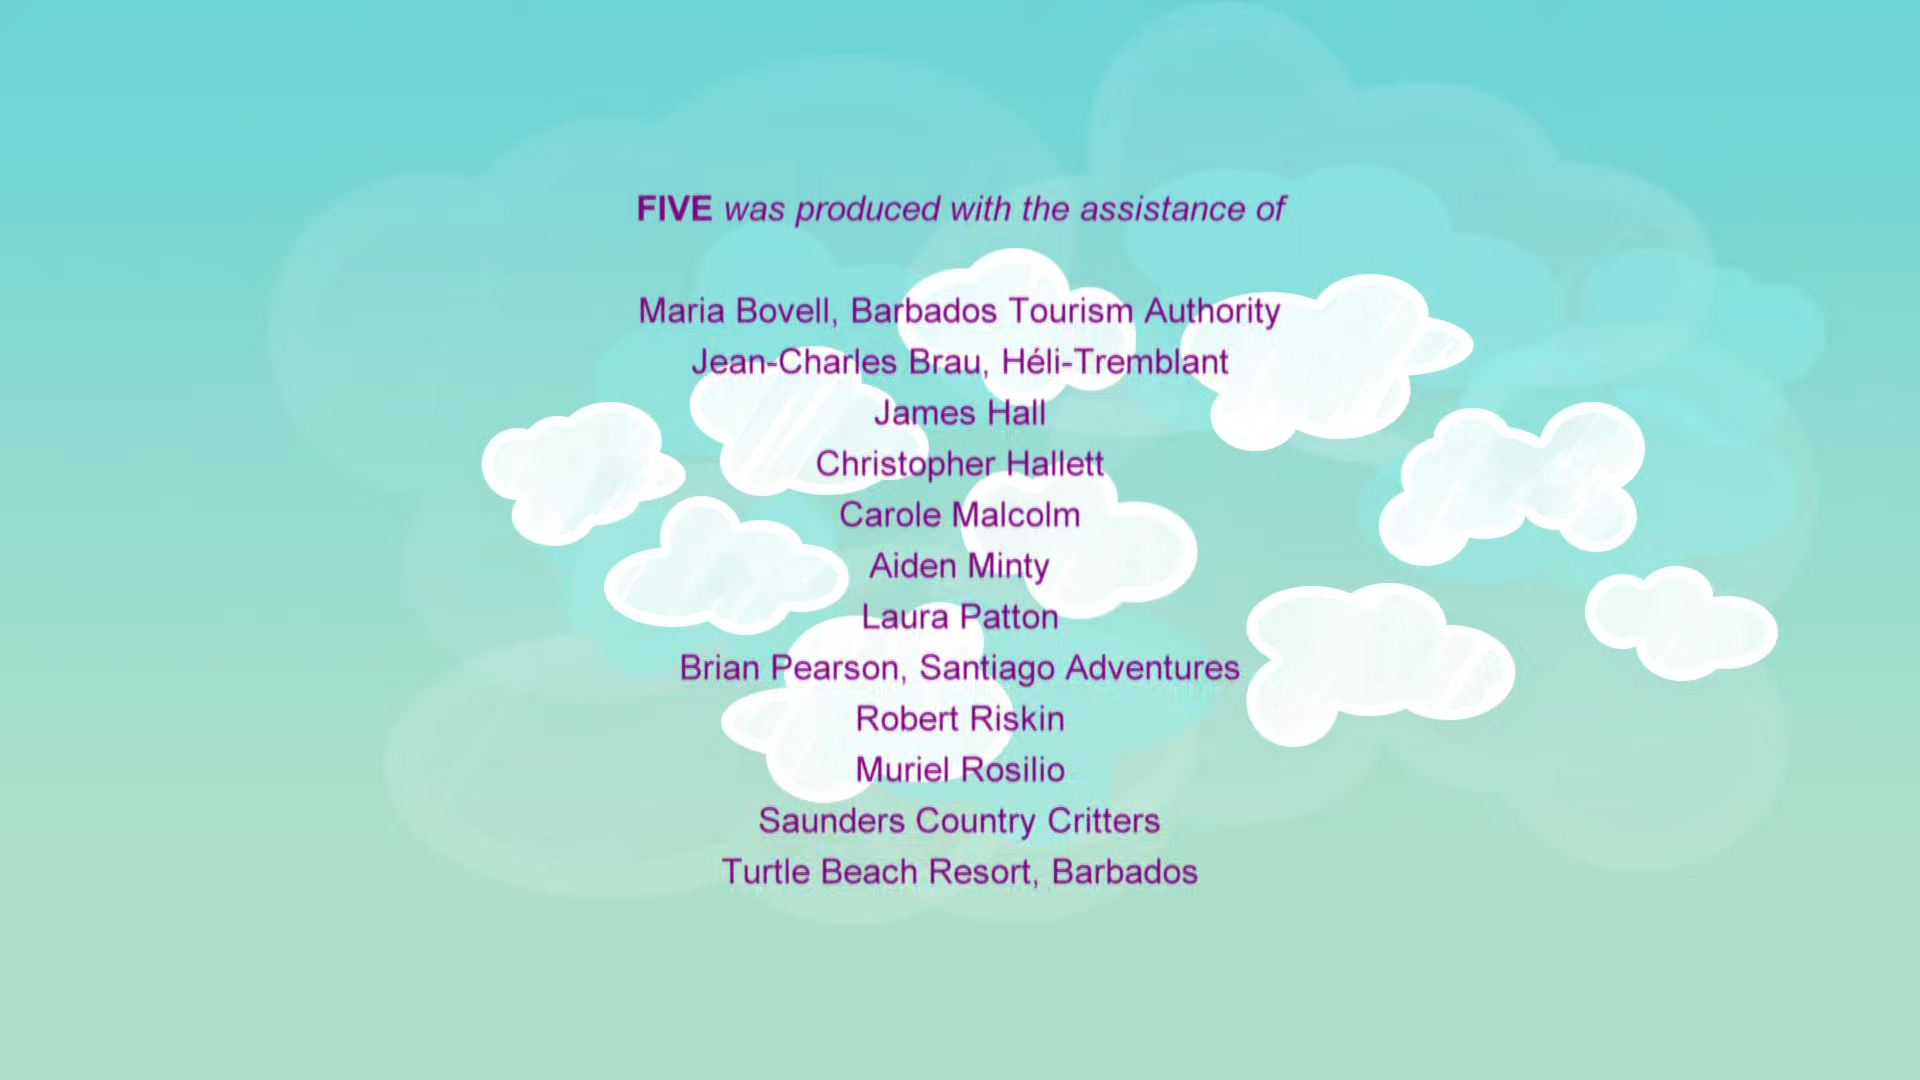 FIVE was produced with the assistance of
Maria Bovell, Barbados Tourism Authority
Jean-Charles Brau, Héli-Tremblant
James Hall
Christopher Hallett
Carole Malcolm
Aiden Minty
Laura Patton
Brian Pearson, Santiago Adventures
Robert Riskin
Muriel Rosilio
Saunders Country Critters
Turtle Beach Resort, Barbados